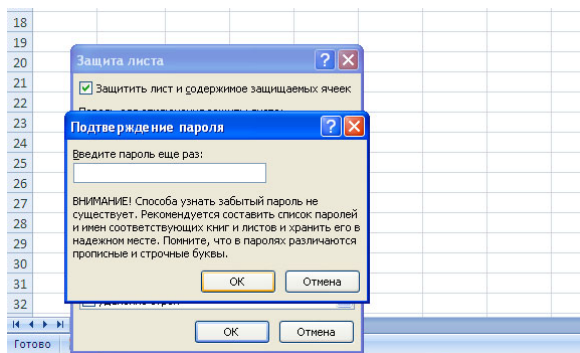 18
19
20
21
22
23
24
25
26
27
28
29
30
31
32
Защита листа
Защитить лист и содержимое защищаемых ячеек
Подтверждение пароля
Введите пароль еще раз:
ВНИМАНИЕ! Способа узнать забытый пароль не
существует. Рекомендуется составить список паролей
и имен соответствующих книг и листов и хранить его в
надежном месте. Помните, что в паролях различаются
прописные и строчные буквы.
ОК
Отмена
ОК
Отмена
Готово